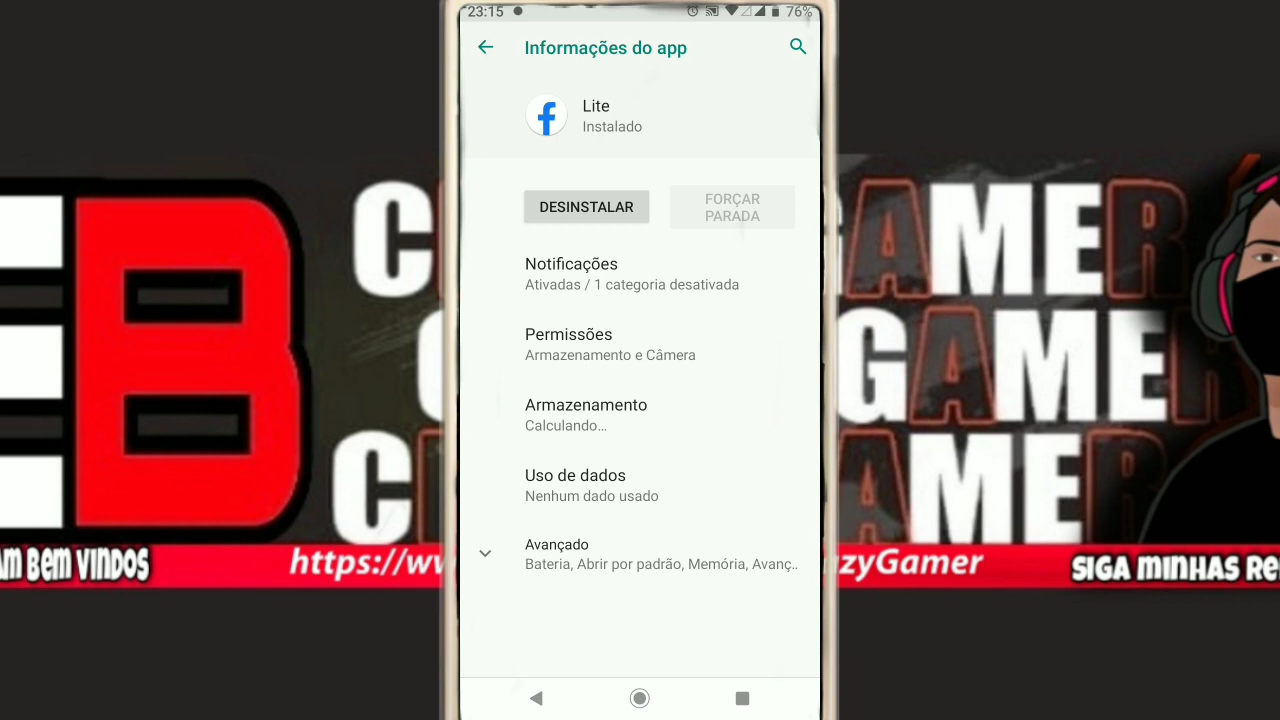 23:15
76%
Informações do app
Lite
Instalado
DESINSTALAR
FORÇAR
PARADA
Notificações
Ativadas / 1 categoria desativada
Permissões
Armazenamento e Câmera
Armazenamento
Calculando...
Uso de dados
Nenhum dado usado
Avançado
Bateria, Abrir por padrão, Memória, Avanç..
B
C
AMER
GAMER
C
AMER
AM BEM VINDOS
https://w
zyGamer
SIGA MINHAS RE